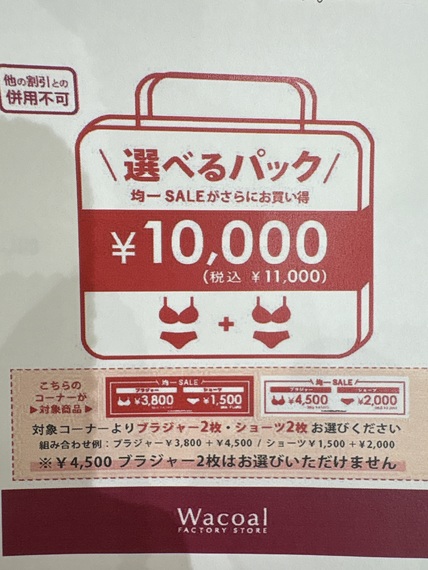 他の割引との
併用不可
\ 選べるパック /
均一 SALEがさらにお買い得
¥10,000
(税込 ¥11,000)
+
こちらの
コーナーが
▶対象商品▶
\ 均一SALE /
ブラジャー ショーツ
¥3,800 ¥1,500
\ 均一SALE /
ブラジャー ショーツ
¥4,500 ¥2,000
対象コーナーよりブラジャー2枚・ショーツ2枚 お選びください
組み合わせ例：ブラジャー¥3,800+¥4,500 / ショーツ¥1,500+¥2,000
※¥4,500 ブラジャー2枚はお選びいただけません
Wacoal
FACTORY STORE